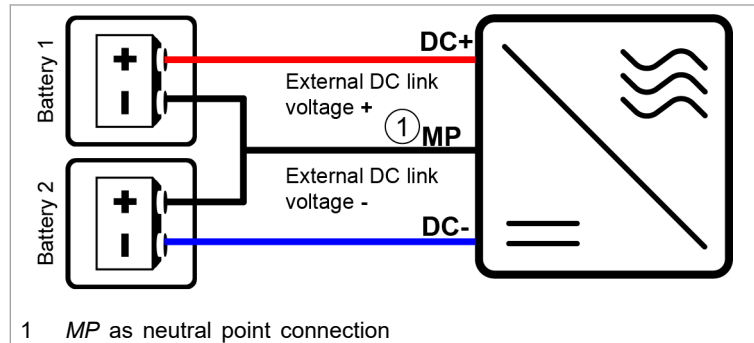 Battery 1
+
-
DC+
External DC link
voltage +
1
MP
Battery 2
+
-
External DC link
voltage -
DC-
1 MP as neutral point connection